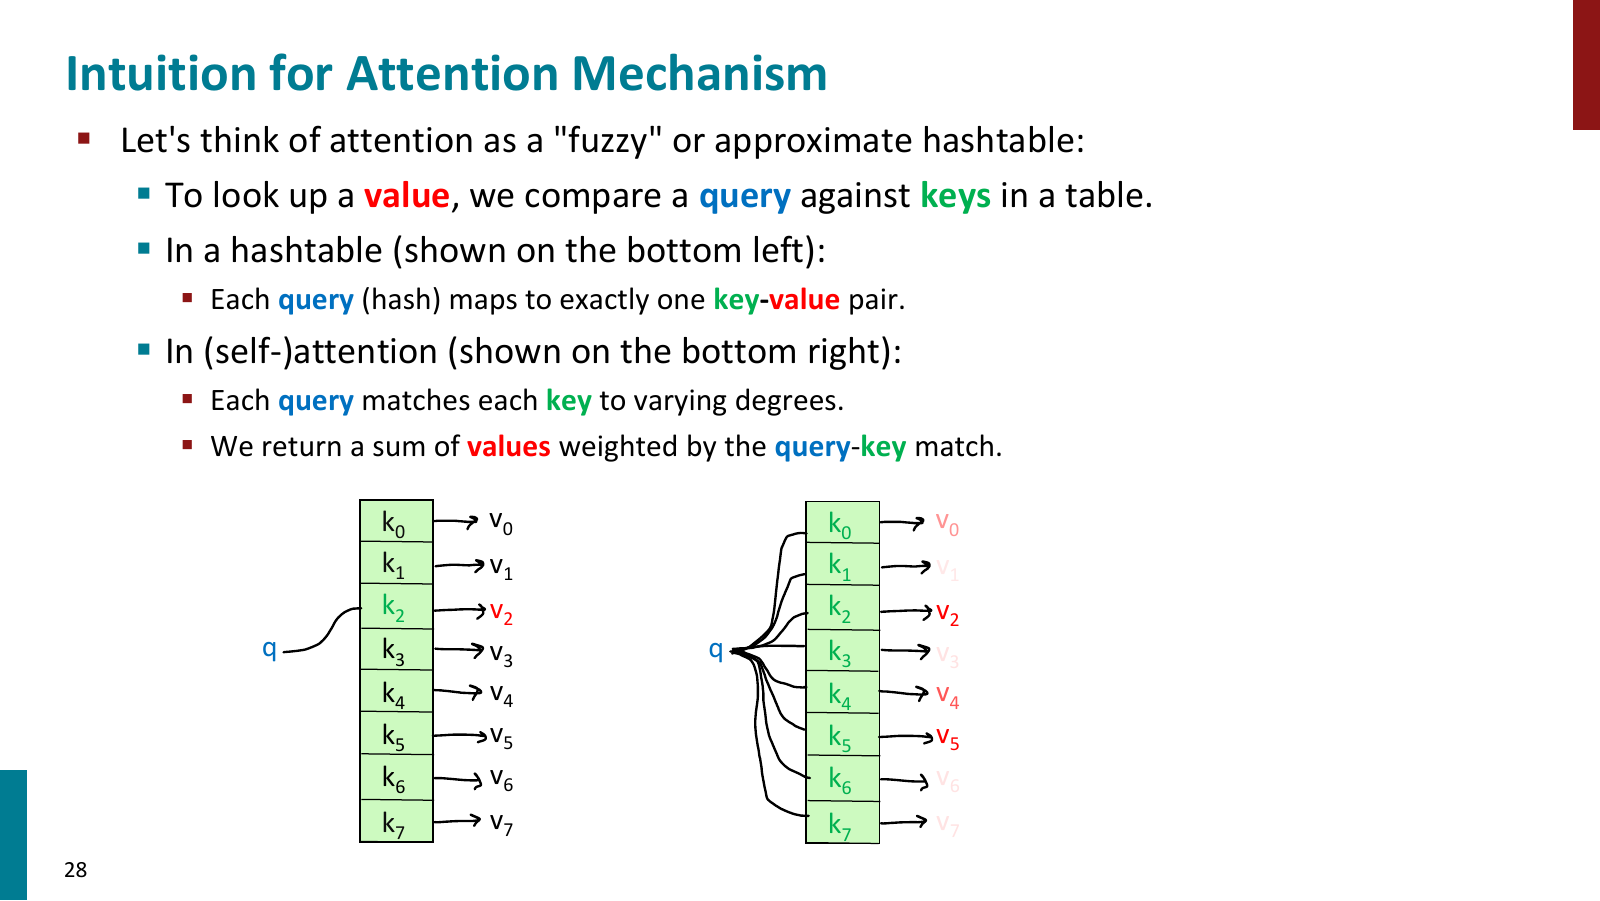 Intuition for Attention Mechanism
▪ Let's think of attention as a "fuzzy" or approximate hashtable:
▪ To look up a value, we compare a query against keys in a table.
▪ In a hashtable (shown on the bottom left):
▪ Each query (hash) maps to exactly one key-value pair.
▪ In (self-)attention (shown on the bottom right):
▪ Each query matches each key to varying degrees.
▪ We return a sum of values weighted by the query-key match.
q
k0 v0
k1 v1
k2 v2
k3 v3
k4 v4
k5 v5
k6 v6
k7 v7
q
k0 v0
k1 v1
k2 v2
k3 v3
k4 v4
k5 v5
k6 v6
k7 v7
28